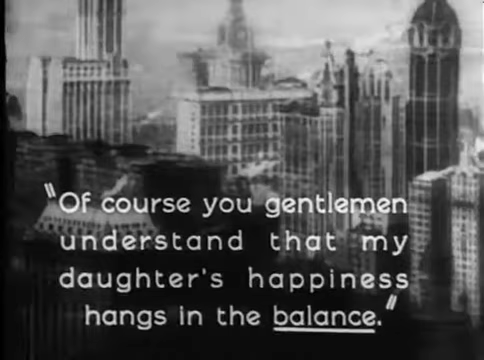 "Of course you gentlemen
understand that my
daughter's happiness
hangs in the balance."